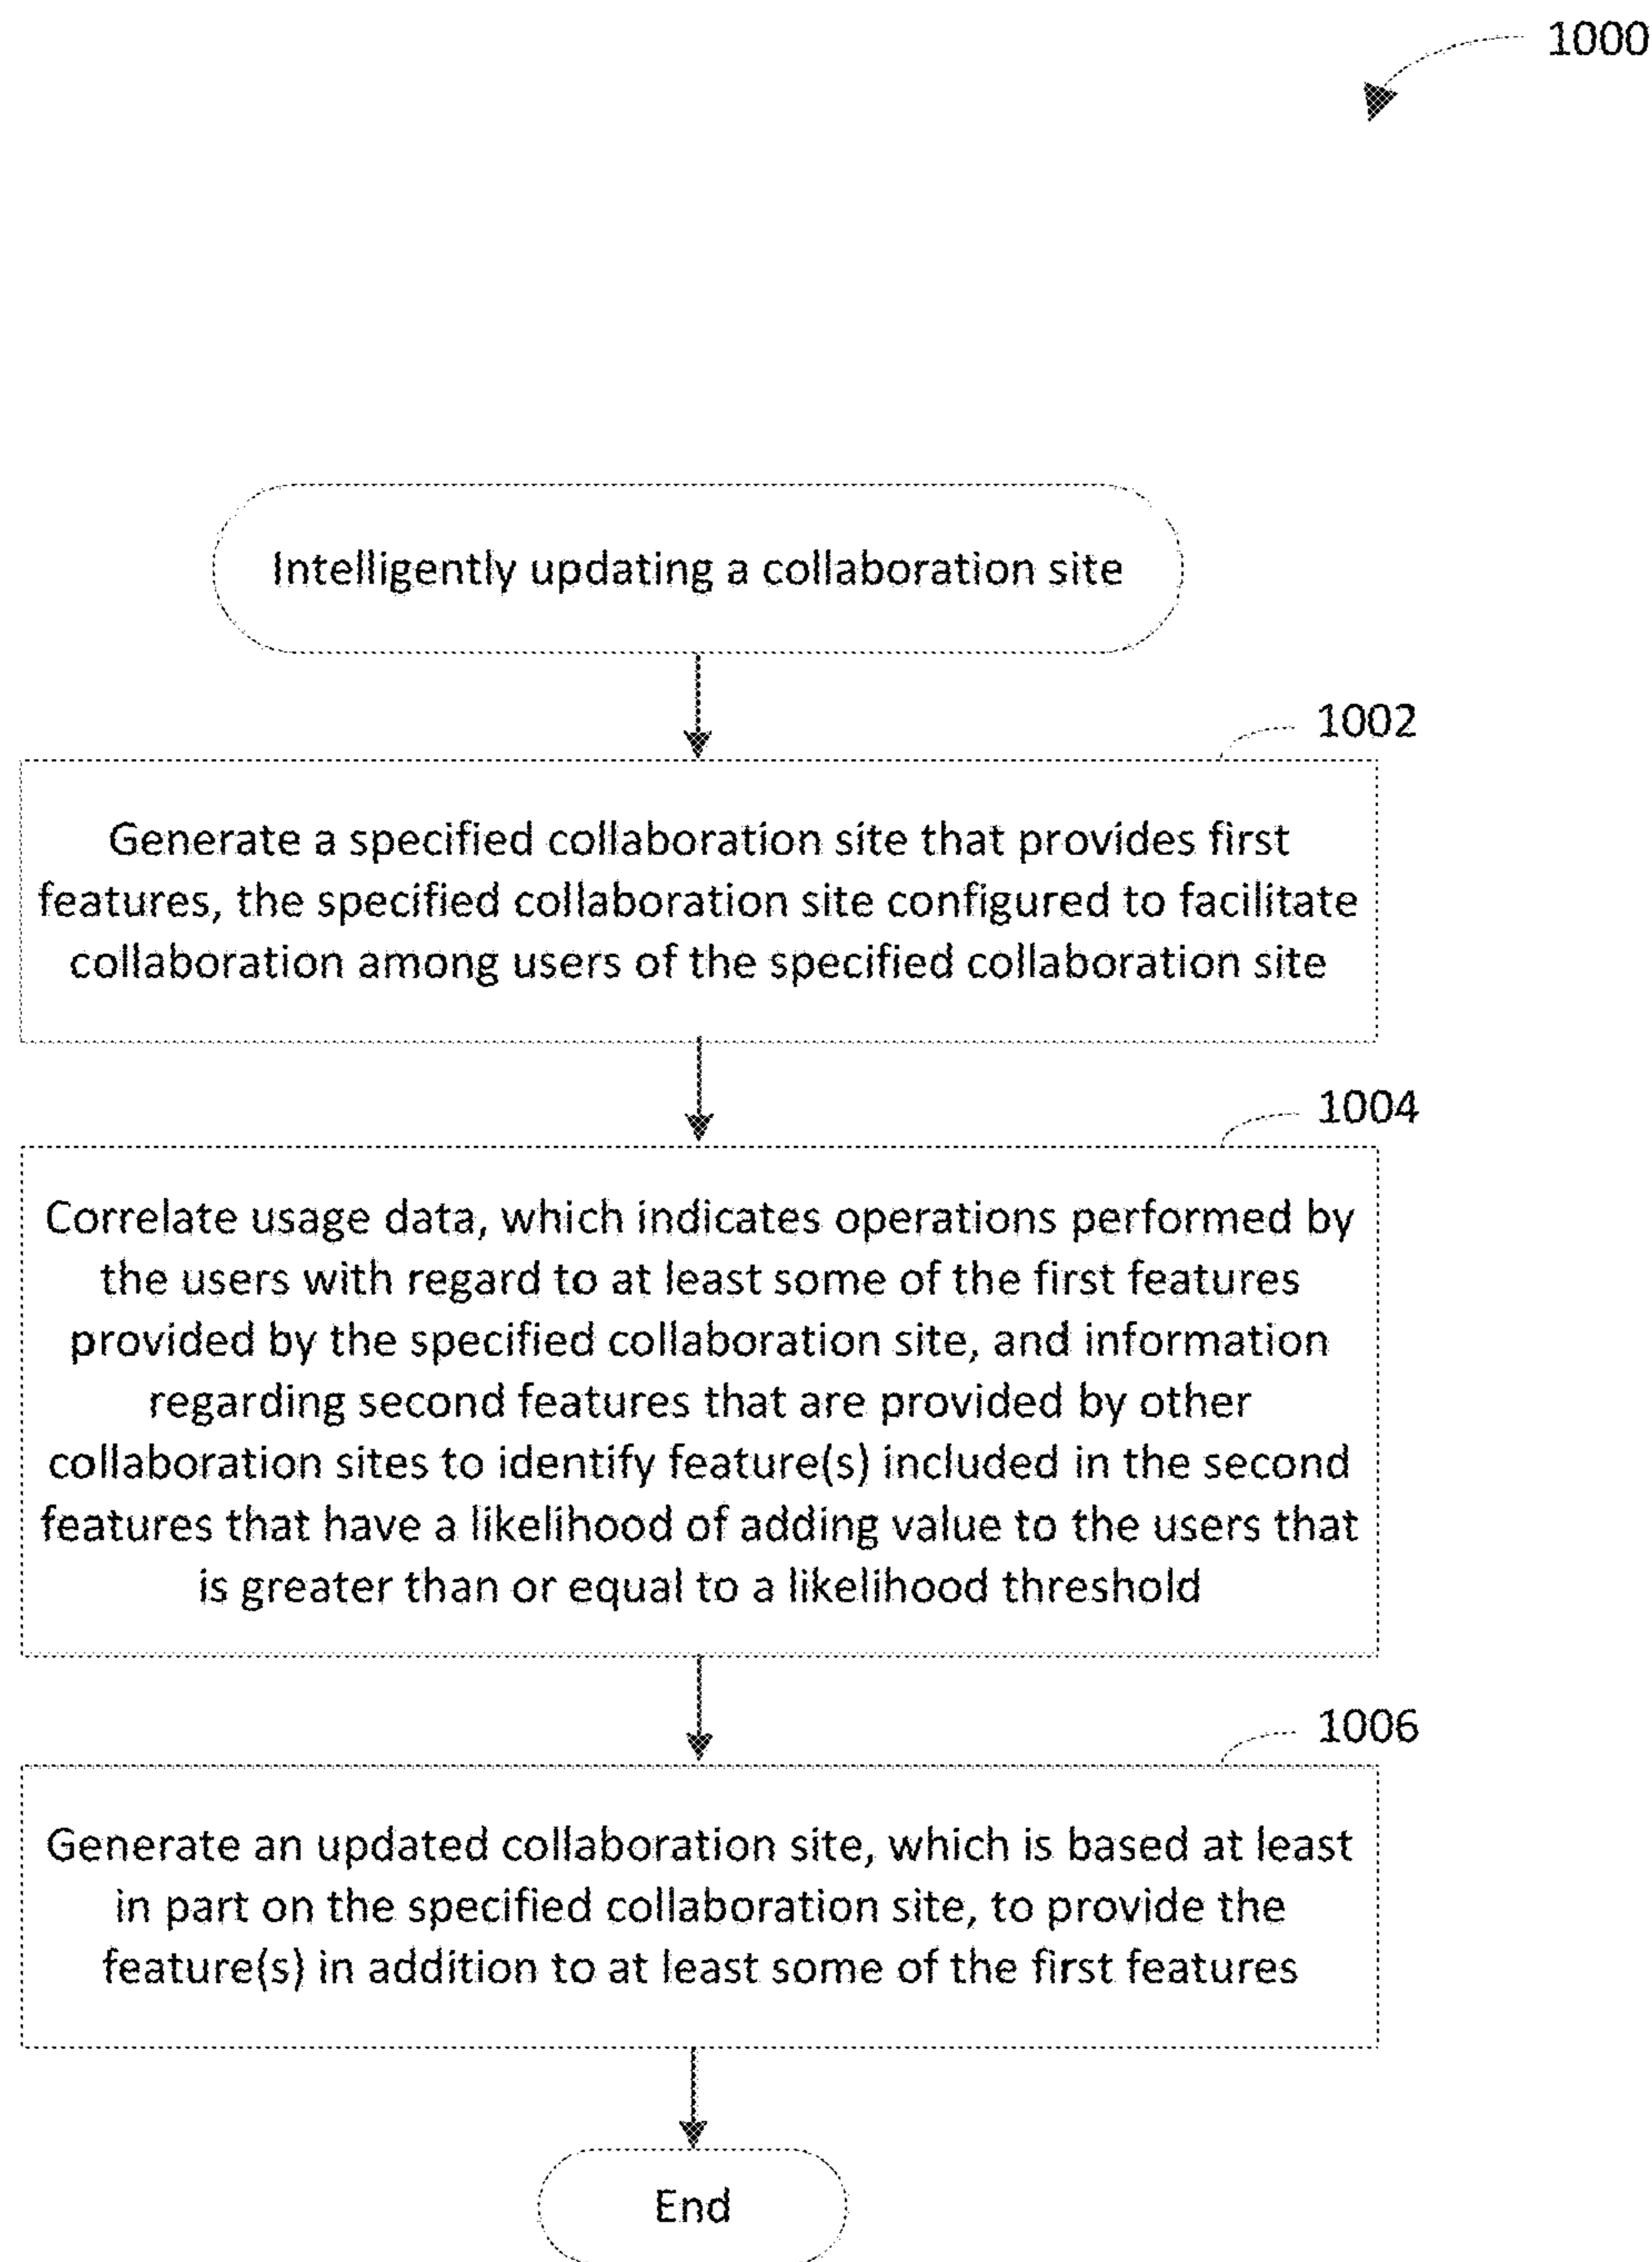 1000
Intelligently updating a collaboration site
1002
Generate a specified collaboration site that provides first
features, the specified collaboration site configured to facilitate
collaboration among users of the specified collaboration site
1004
Correlate usage data, which indicates operations performed by
the users with regard to at least some of the first features
provided by the specified collaboration site, and information
regarding second features that are provided by other
collaboration sites to identify feature(s) included in the second
features that have a likelihood of adding value to the users that
is greater than or equal to a likelihood threshold
1006
Generate an updated collaboration site, which is based at least
in part on the specified collaboration site, to provide the
feature(s) in addition to at least some of the first features
End